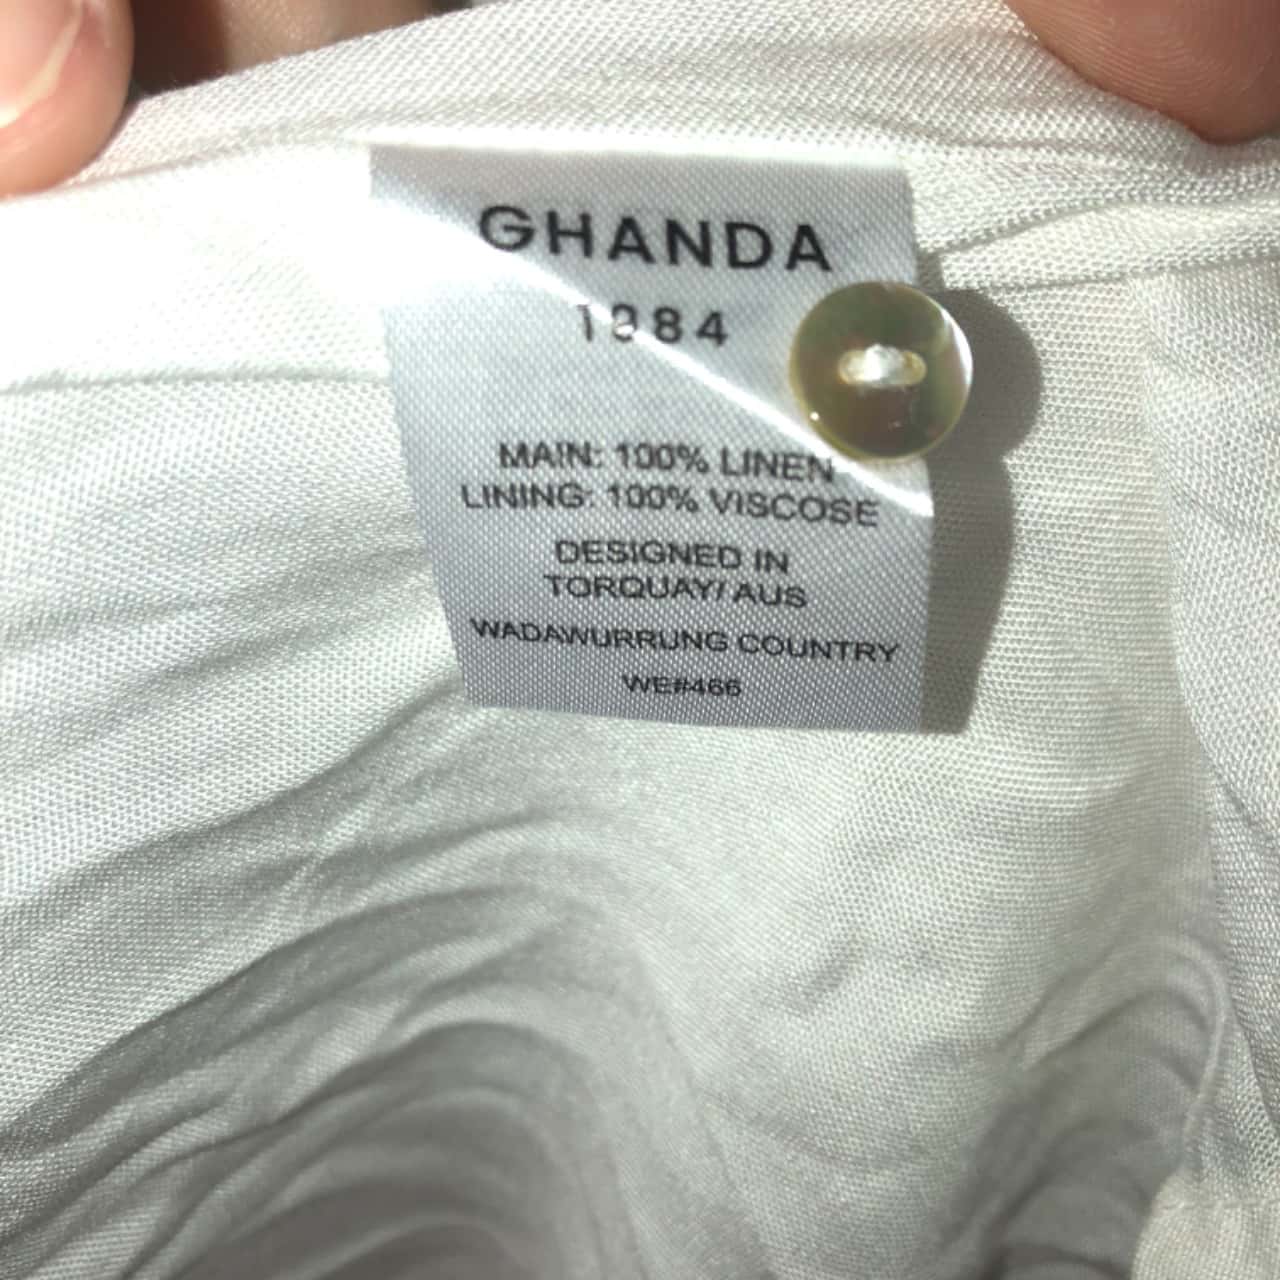 GHANDA
1984
MAIN: 100% LINEN
LINING: 100% VISCOSE
DESIGNED IN
TORQUAY/ AUS
WADAWURRUNG COUNTRY
WE#466